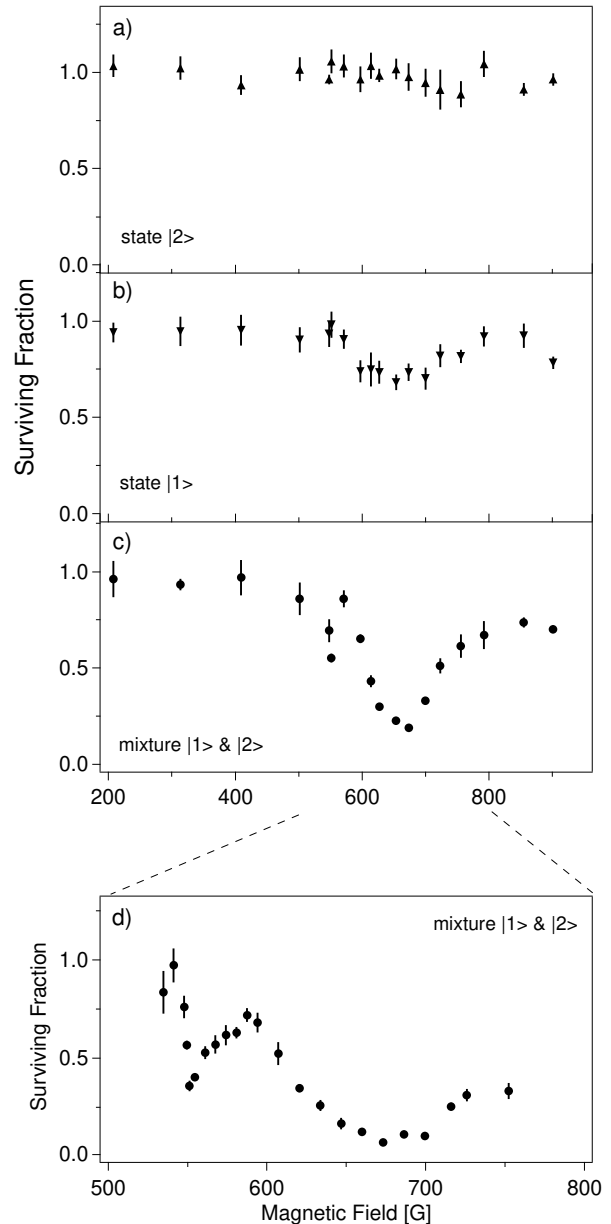 a)
1.0
0.5
state |2>
0.0
b)
1.0
0.5
state |1>
0.0
Surviving Fraction
c)
1.0
0.5
mixture |1> & |2>
0.0
200 400 600 800
d)
mixture |1> & |2>
1.0
0.5
0.0
Surviving Fraction
500 600 700 800
Magnetic Field [G]